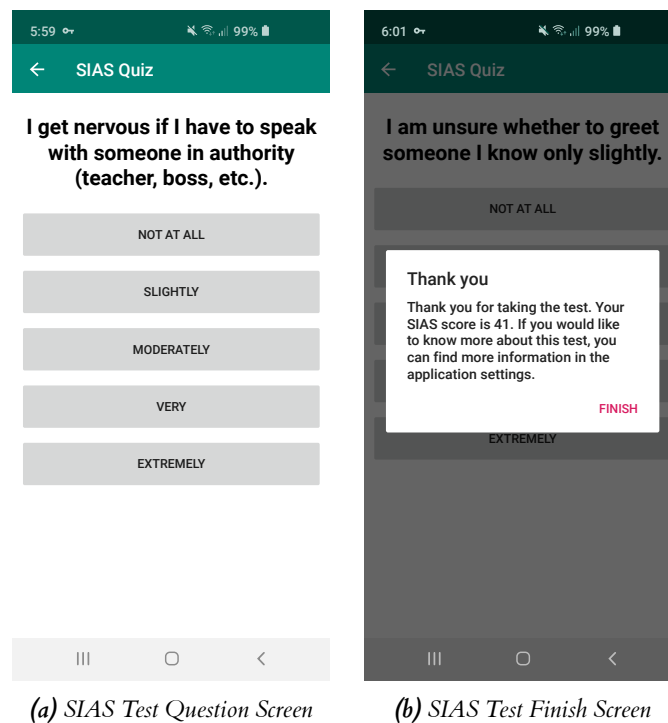 5:59 99%
SIAS Quiz
I get nervous if I have to speak
with someone in authority
(teacher, boss, etc.).
NOT AT ALL
SLIGHTLY
MODERATELY
VERY
EXTREMELY
(a) SIAS Test Question Screen
6:01 99%
SIAS Quiz
I am unsure whether to greet
someone I know only slightly.
NOT AT ALL
Thank you
Thank you for taking the test. Your
SIAS score is 41. If you would like
to know more about this test, you
can find more information in the
application settings.
FINISH
EXTREMELY
(b) SIAS Test Finish Screen